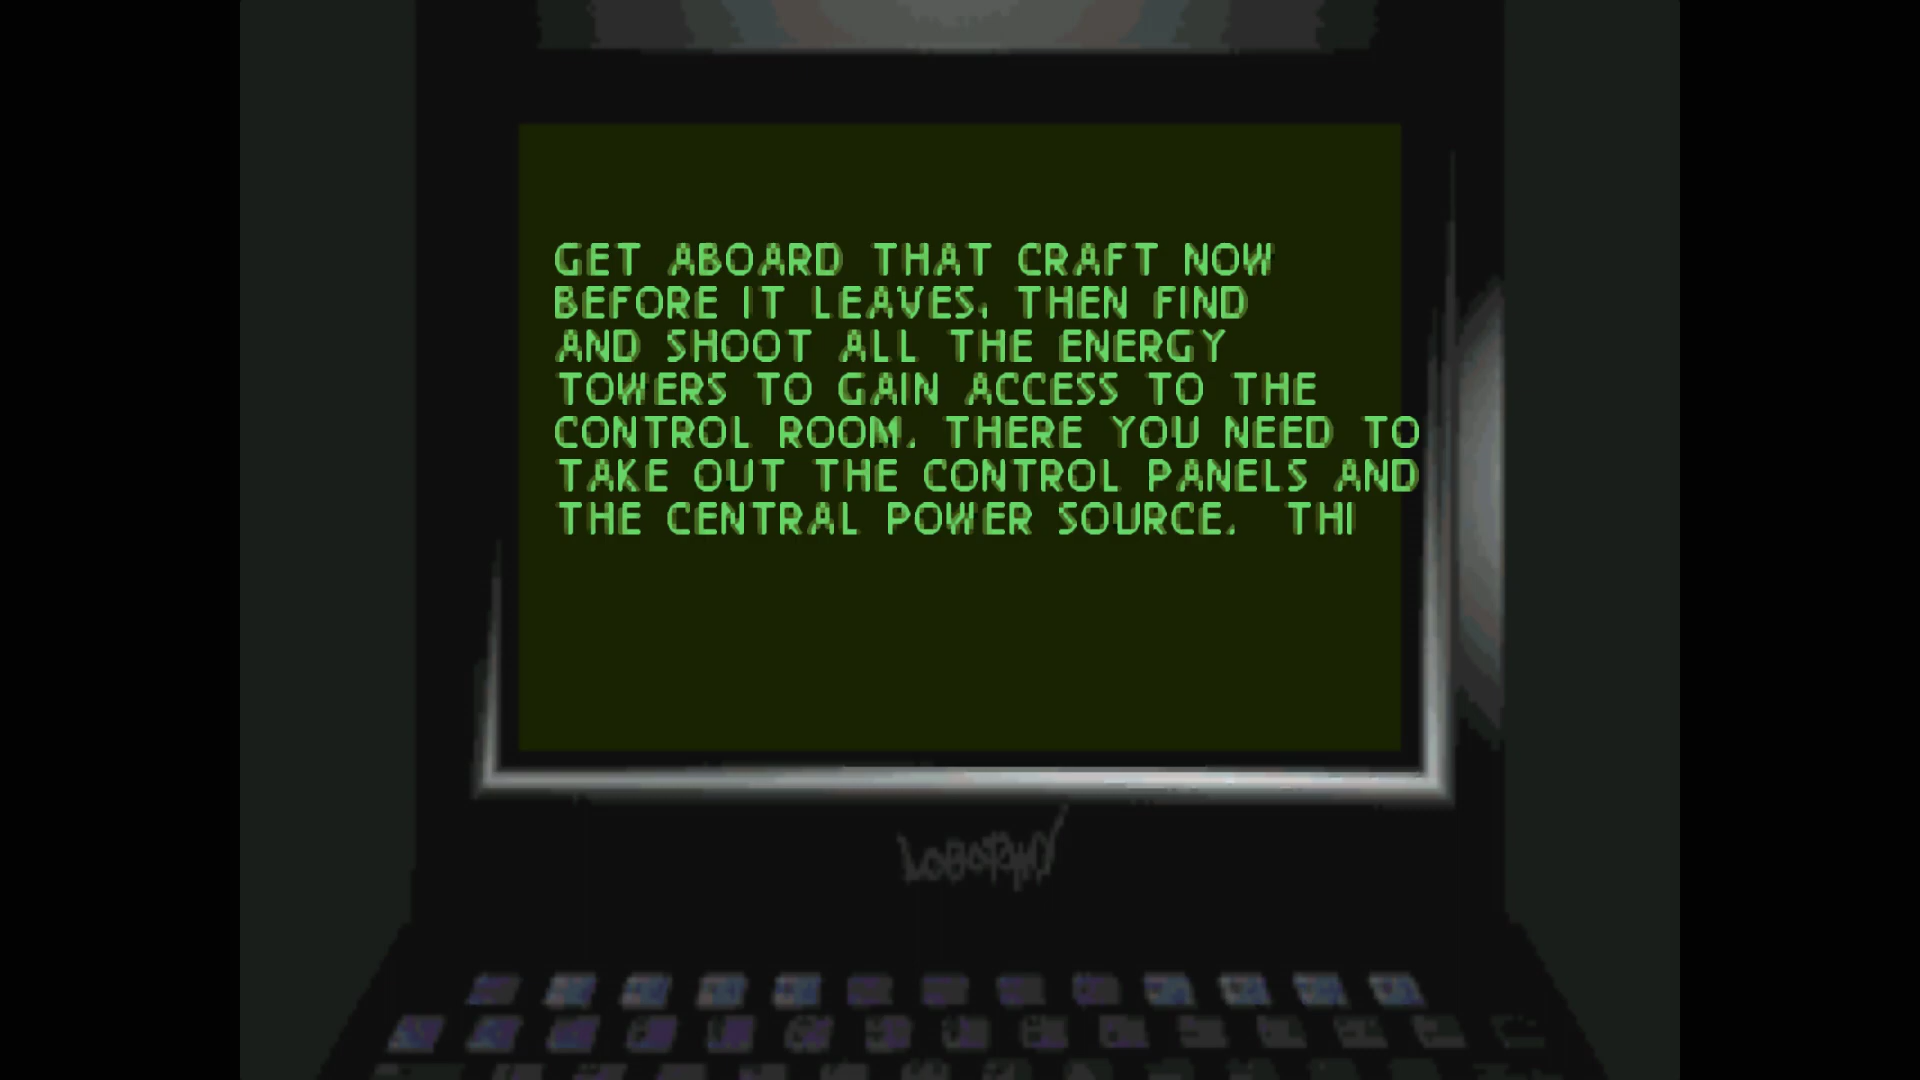 GET ABOARD THAT CRAFT NOW
BEFORE IT LEAVES. THEN FIND
AND SHOOT ALL THE ENERGY
TOWERS TO GAIN ACCESS TO THE
CONTROL ROOM. THERE YOU NEED TO
TAKE OUT THE CONTROL PANELS AND
THE CENTRAL POWER SOURCE.  THI
LOBOTOMY